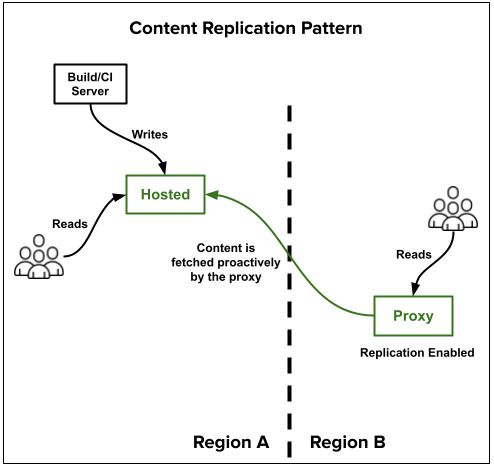 Content Replication Pattern
Build/CI
Server
Writes
Hosted
Reads
Content is
fetched proactively
by the proxy
Reads
Proxy
Replication Enabled
Region A
Region B